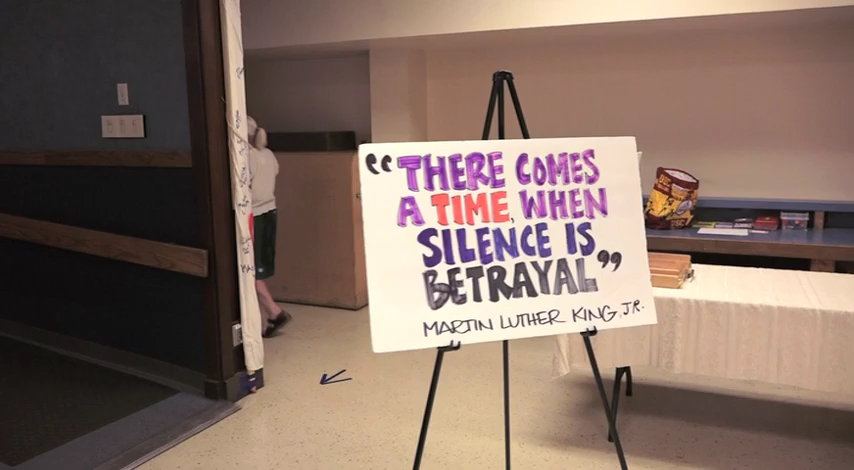 “THERE COMES
A TIME, WHEN
SILENCE IS
BETRAYAL”
MARTIN LUTHER KING, JR.